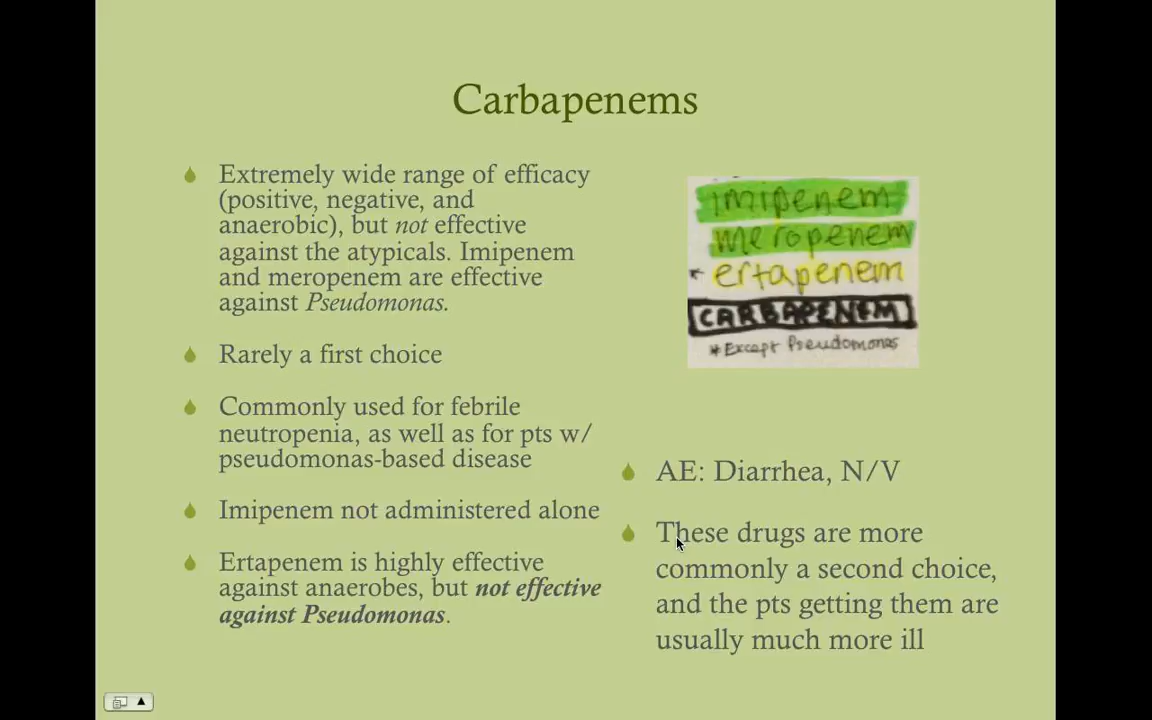 Carbapenems
Extremely wide range of efficacy
(positive, negative, and
anaerobic), but not effective
against the atypicals. Imipenem
and meropenem are effective
against Pseudomonas.
Rarely a first choice
Commonly used for febrile
neutropenia, as well as for pts w/
pseudomonas-based disease
Imipenem not administered alone
Ertapenem is highly effective
against anaerobes, but not effective
against Pseudomonas.
imipenem
meropenem
* ertapenem
CARBAPENEM
*Except Pseudomonas
AE: Diarrhea, N/V
These drugs are more
commonly a second choice,
and the pts getting them are
usually much more ill